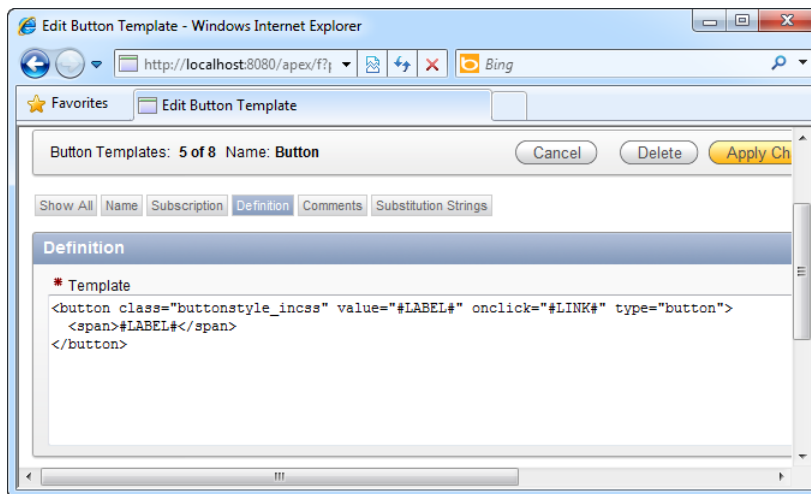 Edit Button Template - Windows Internet Explorer
http://localhost:8080/apex/f?
Bing
Favorites
Edit Button Template
Button Templates: 5 of 8 Name: Button
Cancel
Delete
Apply Ch
Show All Name Subscription Definition Comments Substitution Strings
Definition
* Template
<button class="buttonstyle_incss" value="#LABEL#" onclick="#LINK#" type="button">
<span>#LABEL#</span>
</button>